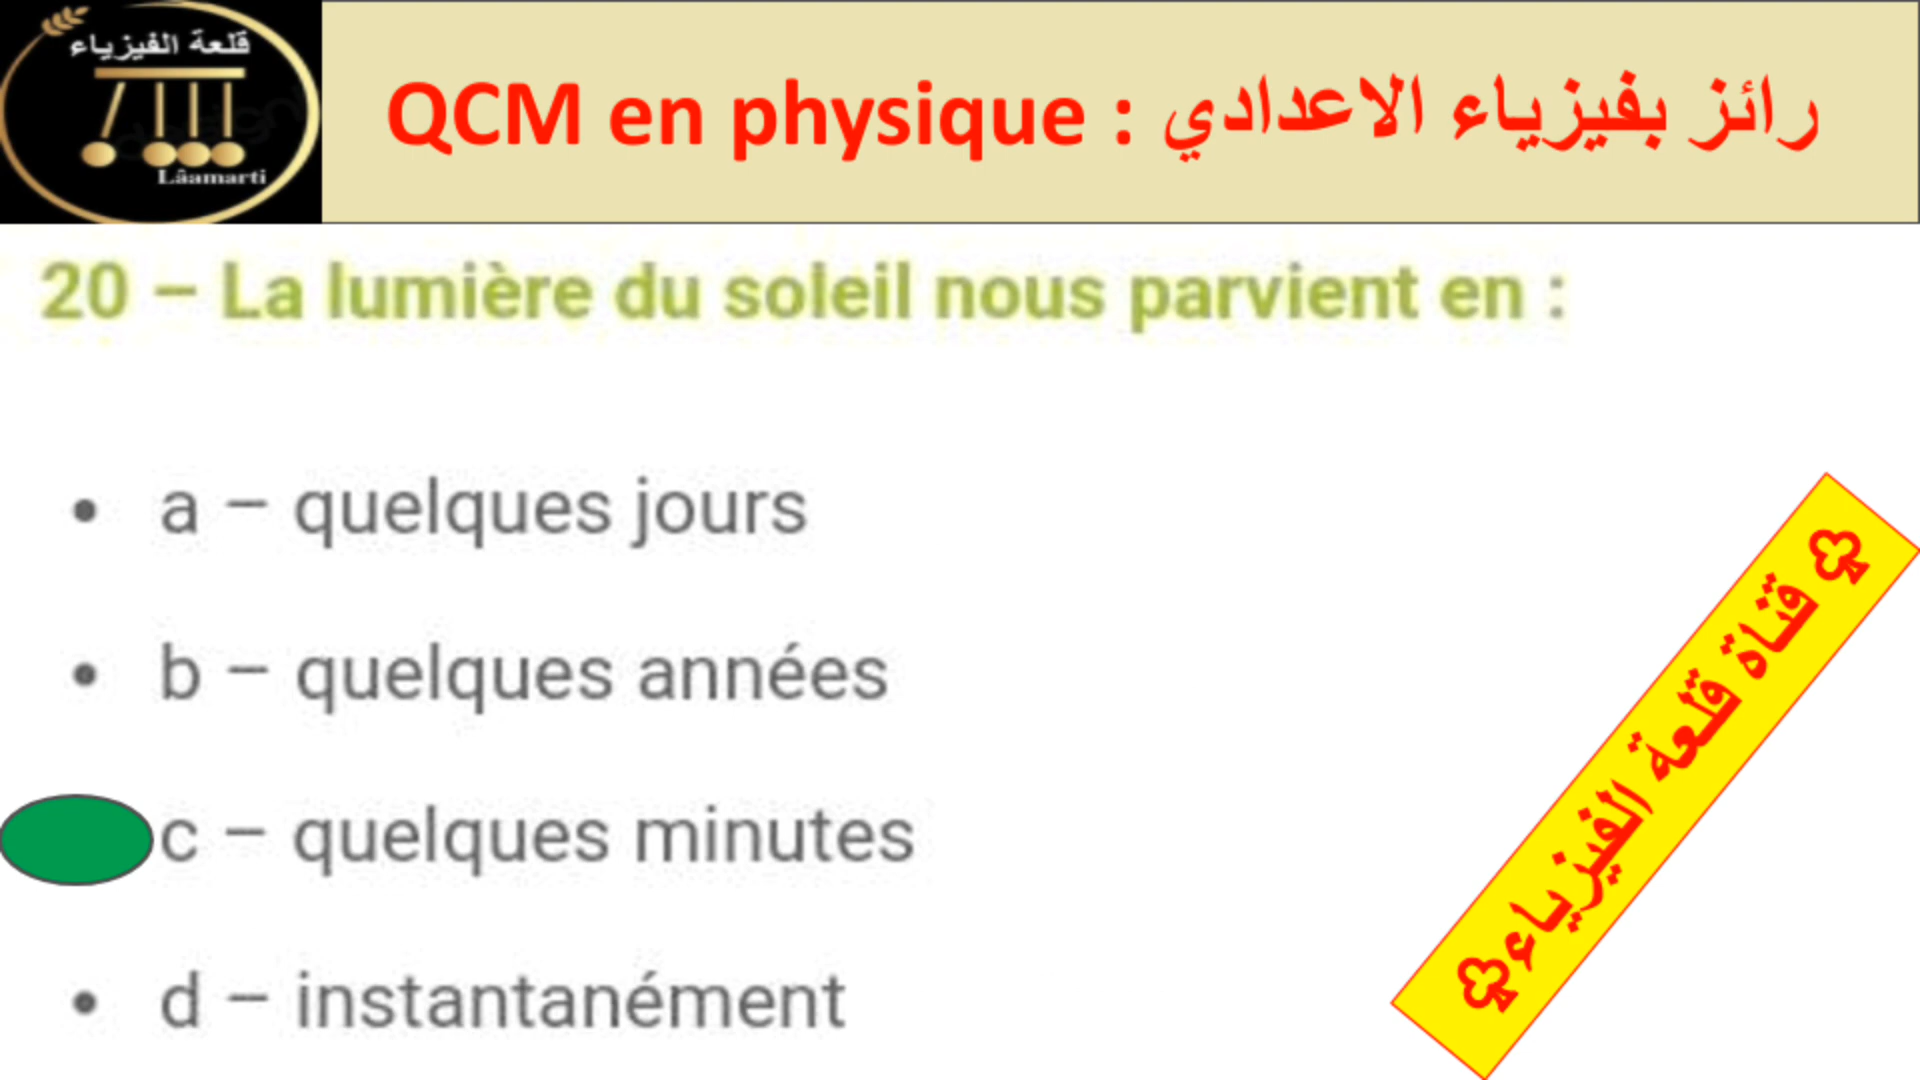 قلعة الفيزياء
Lâamarti
QCM en physique : رائز بفيزياء الاعدادي
20 – La lumière du soleil nous parvient en :
• a – quelques jours
• b – quelques années
c – quelques minutes
• d – instantanément
قناة قلعة الفيزياء